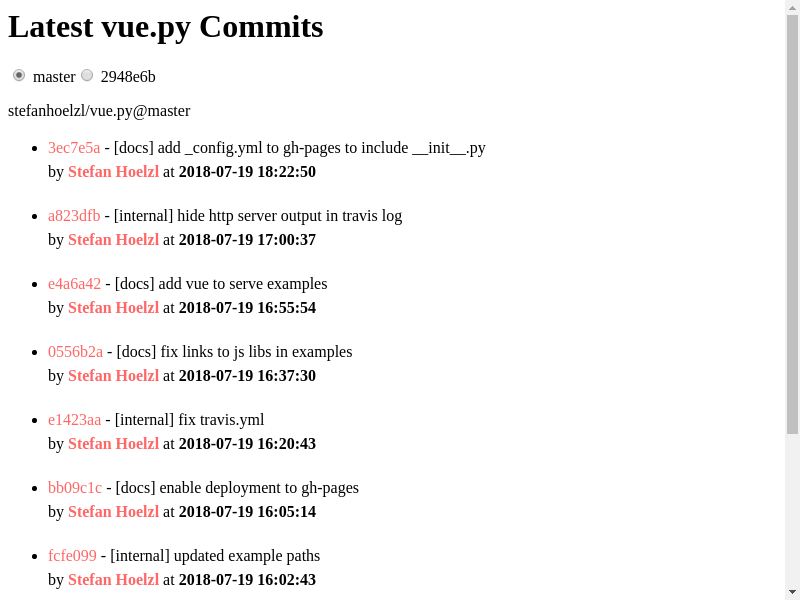 Latest vue.py Commits
master 2948e6b
stefanhoelzl/vue.py@master
3ec7e5a - [docs] add _config.yml to gh-pages to include __init__.py
by Stefan Hoelzl at 2018-07-19 18:22:50
a823dfb - [internal] hide http server output in travis log
by Stefan Hoelzl at 2018-07-19 17:00:37
e4a6a42 - [docs] add vue to serve examples
by Stefan Hoelzl at 2018-07-19 16:55:54
0556b2a - [docs] fix links to js libs in examples
by Stefan Hoelzl at 2018-07-19 16:37:30
e1423aa - [internal] fix travis.yml
by Stefan Hoelzl at 2018-07-19 16:20:43
bb09c1c - [docs] enable deployment to gh-pages
by Stefan Hoelzl at 2018-07-19 16:05:14
fcfe099 - [internal] updated example paths
by Stefan Hoelzl at 2018-07-19 16:02:43